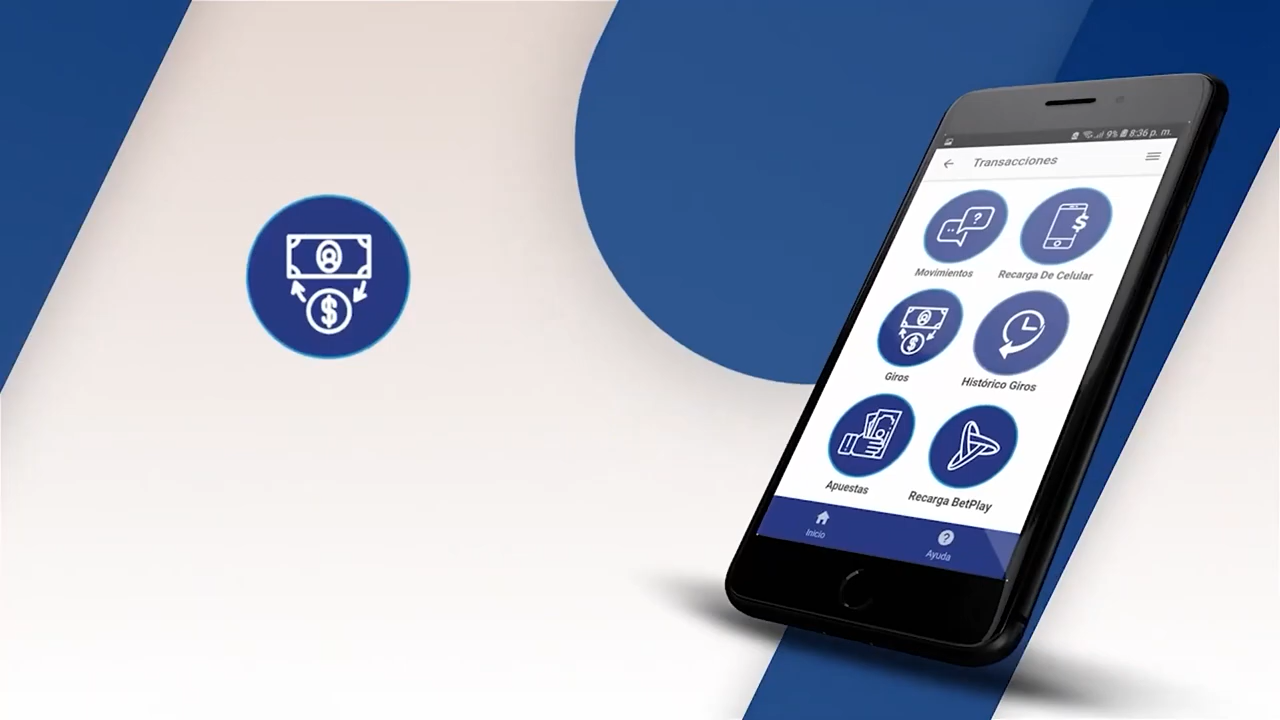 9% 8:36 p. m.
Transacciones
Movimientos
Recarga De Celular
Giros
Histórico Giros
Apuestas
Recarga BetPlay
Inicio
Ayuda